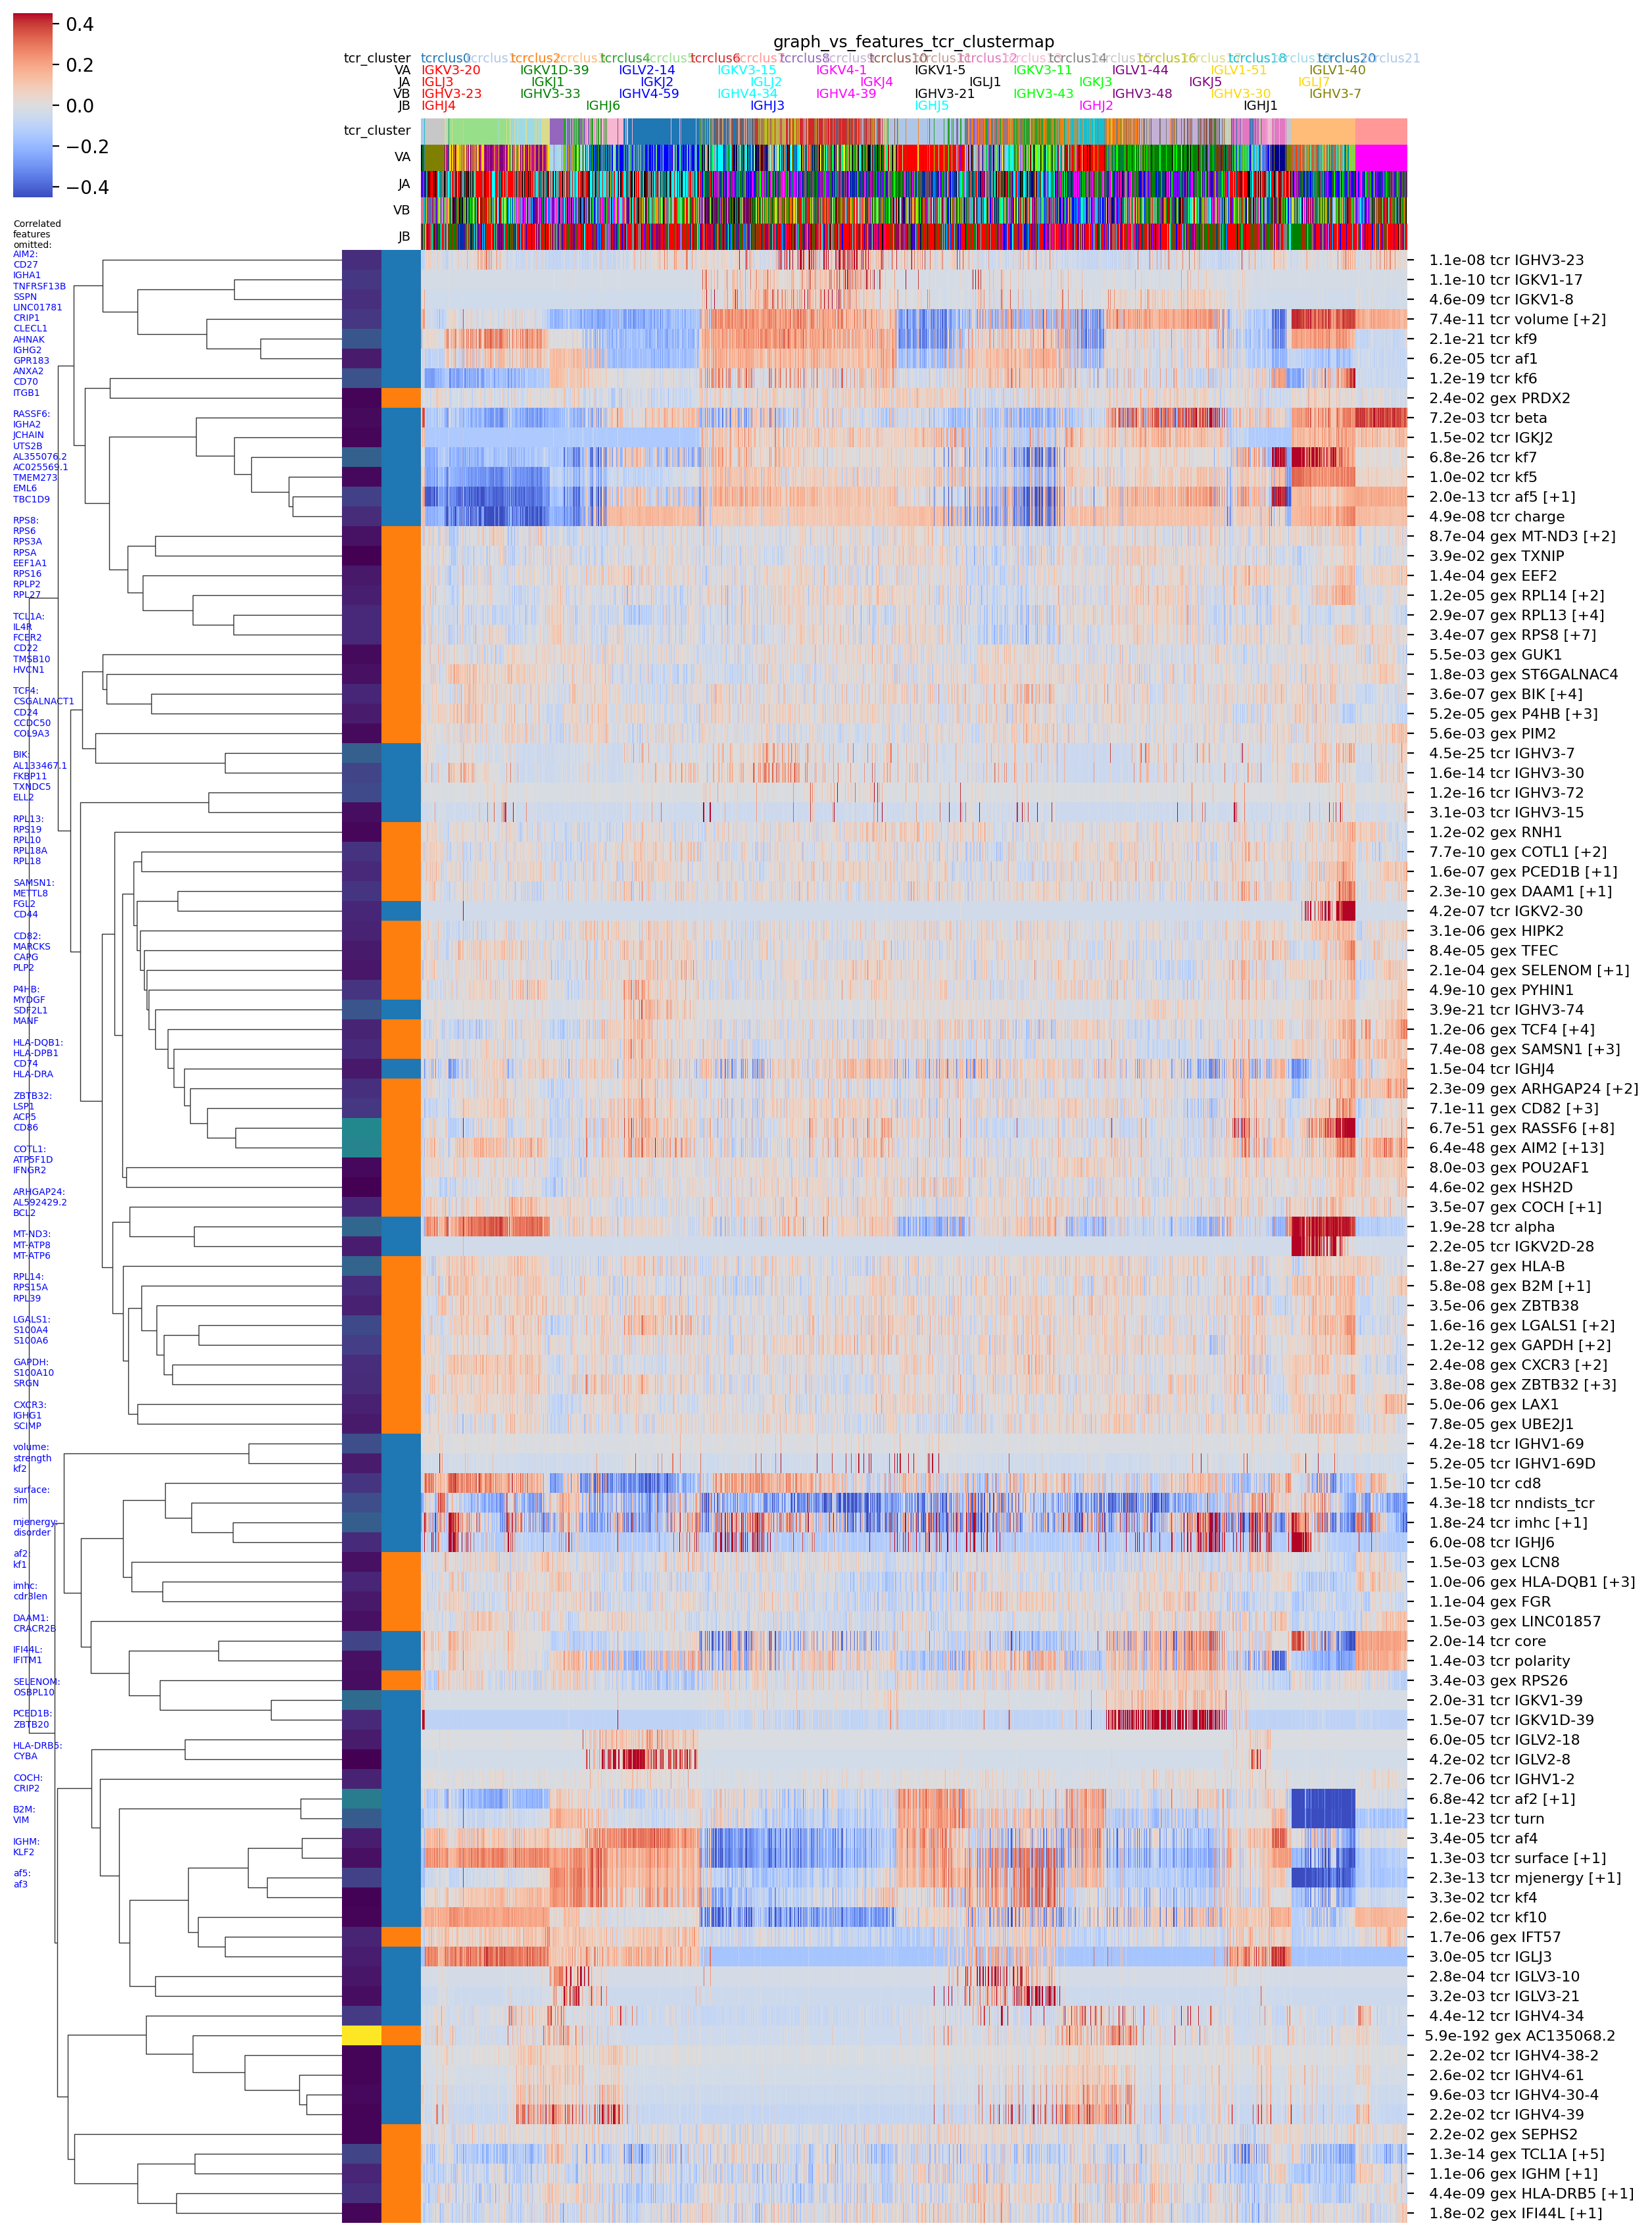 graph_vs_features_tcr_clustermap
0.4
0.2
0.0
−0.2
−0.4
tcr_cluster tcrclus0 tcrclus2 tcrclus4 tcrclus6 tcrclus8 tcrclus10 tcrclus12 tcrclus14 tcrclus16 tcrclus18 tcrclus20
VA IGKV3-20 IGKV1D-39 IGLV2-14 IGKV3-15 IGKV4-1 IGKV1-5 IGKV3-11 IGLV1-44 IGLV1-51 IGLV1-40
JA IGLJ3 IGKJ1 IGKJ2 IGLJ2 IGKJ4 IGLJ1 IGKJ3 IGKJ5 IGLJ7
VB IGHV3-23 IGHV3-33 IGHV4-59 IGHV4-34 IGHV4-39 IGHV3-21 IGHV3-43 IGHV3-48 IGHV3-30 IGHV3-7
JB IGHJ4 IGHJ6 IGHJ3 IGHJ5 IGHJ2 IGHJ1
tcr_cluster
VA
JA
VB
JB
Correlated
features
omitted:
AIM2:
CD27
IGHA1
TNFRSF13B
SSPN
LINC01781
CRIP1
CLECL1
AHNAK
IGHG2
GPR183
ANXA2
CD70
ITGB1
RASSF6:
IGHA2
JCHAIN
UTS2B
AL355076.2
AC025569.1
TMEM273
EML6
TBC1D9
RPS8:
RPS6
RPS3A
RPSA
EEF1A1
RPS16
RPLP2
RPL27
TCL1A:
IL4R
FCER2
CD22
TMSB10
HVCN1
TCF4:
CSGALNACT1
CD24
CCDC50
COL9A3
BIK:
AL133467.1
FKBP11
TXNDC5
ELL2
RPL13:
RPS19
RPL10
RPL18A
RPL18
SAMSN1:
METTL8
FGL2
CD44
CD82:
MARCKS
CAPG
PLP2
P4HB:
MYDGF
SDF2L1
MANF
HLA-DQB1:
HLA-DPB1
CD74
HLA-DRA
ZBTB32:
LSP1
ACP5
CD86
COTL1:
ATP5F1D
IFNGR2
ARHGAP24:
AL592429.2
BCL2
MT-ND3:
MT-ATP8
MT-ATP6
RPL14:
RPS15A
RPL39
LGALS1:
S100A4
S100A6
GAPDH:
S100A10
SRGN
CXCR3:
IGHG1
SCIMP
volume:
strength
kf2
surface:
rim
mjenergy:
disorder
af2:
kf1
imhc:
cdr3len
DAAM1:
CRACR2B
IFI44L:
IFITM1
SELENOM:
OSBPL10
PCED1B:
ZBTB20
HLA-DRB5:
CYBA
COCH:
CRIP2
B2M:
VIM
IGHM:
KLF2
af5:
af3
1.1e-08 tcr IGHV3-23
1.1e-10 tcr IGKV1-17
4.6e-09 tcr IGKV1-8
7.4e-11 tcr volume [+2]
2.1e-21 tcr kf9
6.2e-05 tcr af1
1.2e-19 tcr kf6
2.4e-02 gex PRDX2
7.2e-03 tcr beta
1.5e-02 tcr IGKJ2
6.8e-26 tcr kf7
1.0e-02 tcr kf5
2.0e-13 tcr af5 [+1]
4.9e-08 tcr charge
8.7e-04 gex MT-ND3 [+2]
3.9e-02 gex TXNIP
1.4e-04 gex EEF2
1.2e-05 gex RPL14 [+2]
2.9e-07 gex RPL13 [+4]
3.4e-07 gex RPS8 [+7]
5.5e-03 gex GUK1
1.8e-03 gex ST6GALNAC4
3.6e-07 gex BIK [+4]
5.2e-05 gex P4HB [+3]
5.6e-03 gex PIM2
4.5e-25 tcr IGHV3-7
1.6e-14 tcr IGHV3-30
1.2e-16 tcr IGHV3-72
3.1e-03 tcr IGHV3-15
1.2e-02 gex RNH1
7.7e-10 gex COTL1 [+2]
1.6e-07 gex PCED1B [+1]
2.3e-10 gex DAAM1 [+1]
4.2e-07 tcr IGKV2-30
3.1e-06 gex HIPK2
8.4e-05 gex TFEC
2.1e-04 gex SELENOM [+1]
4.9e-10 gex PYHIN1
3.9e-21 tcr IGHV3-74
1.2e-06 gex TCF4 [+4]
7.4e-08 gex SAMSN1 [+3]
1.5e-04 tcr IGHJ4
2.3e-09 gex ARHGAP24 [+2]
7.1e-11 gex CD82 [+3]
6.7e-51 gex RASSF6 [+8]
6.4e-48 gex AIM2 [+13]
8.0e-03 gex POU2AF1
4.6e-02 gex HSH2D
3.5e-07 gex COCH [+1]
1.9e-28 tcr alpha
2.2e-05 tcr IGKV2D-28
1.8e-27 gex HLA-B
5.8e-08 gex B2M [+1]
3.5e-06 gex ZBTB38
1.6e-16 gex LGALS1 [+2]
1.2e-12 gex GAPDH [+2]
2.4e-08 gex CXCR3 [+2]
3.8e-08 gex ZBTB32 [+3]
5.0e-06 gex LAX1
7.8e-05 gex UBE2J1
4.2e-18 tcr IGHV1-69
5.2e-05 tcr IGHV1-69D
1.5e-10 tcr cd8
4.3e-18 tcr nndists_tcr
1.8e-24 tcr imhc [+1]
6.0e-08 tcr IGHJ6
1.5e-03 gex LCN8
1.0e-06 gex HLA-DQB1 [+3]
1.1e-04 gex FGR
1.5e-03 gex LINC01857
2.0e-14 tcr core
1.4e-03 tcr polarity
3.4e-03 gex RPS26
2.0e-31 tcr IGKV1-39
1.5e-07 tcr IGKV1D-39
6.0e-05 tcr IGLV2-18
4.2e-02 tcr IGLV2-8
2.7e-06 tcr IGHV1-2
6.8e-42 tcr af2 [+1]
1.1e-23 tcr turn
3.4e-05 tcr af4
1.3e-03 tcr surface [+1]
2.3e-13 tcr mjenergy [+1]
3.3e-02 tcr kf4
2.6e-02 tcr kf10
1.7e-06 gex IFT57
3.0e-05 tcr IGLJ3
2.8e-04 tcr IGLV3-10
3.2e-03 tcr IGLV3-21
4.4e-12 tcr IGHV4-34
5.9e-192 gex AC135068.2
2.2e-02 tcr IGHV4-38-2
2.6e-02 tcr IGHV4-61
9.6e-03 tcr IGHV4-30-4
2.2e-02 tcr IGHV4-39
2.2e-02 gex SEPHS2
1.3e-14 gex TCL1A [+5]
1.1e-06 gex IGHM [+1]
4.4e-09 gex HLA-DRB5 [+1]
1.8e-02 gex IFI44L [+1]